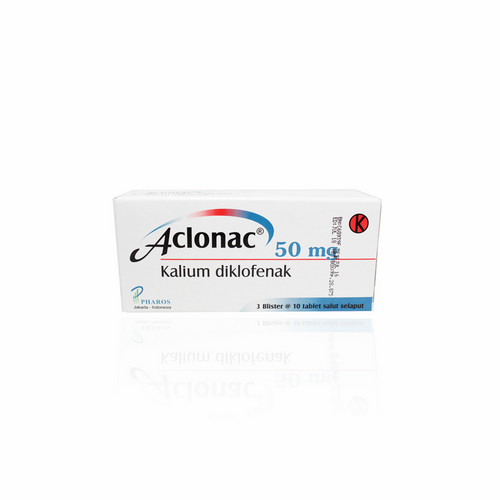 Aclonac®
50 mg
Kalium diklofenak
PHAROS
Jakarta - Indonesia
3 Blister @ 10 tablet salut selaput
K